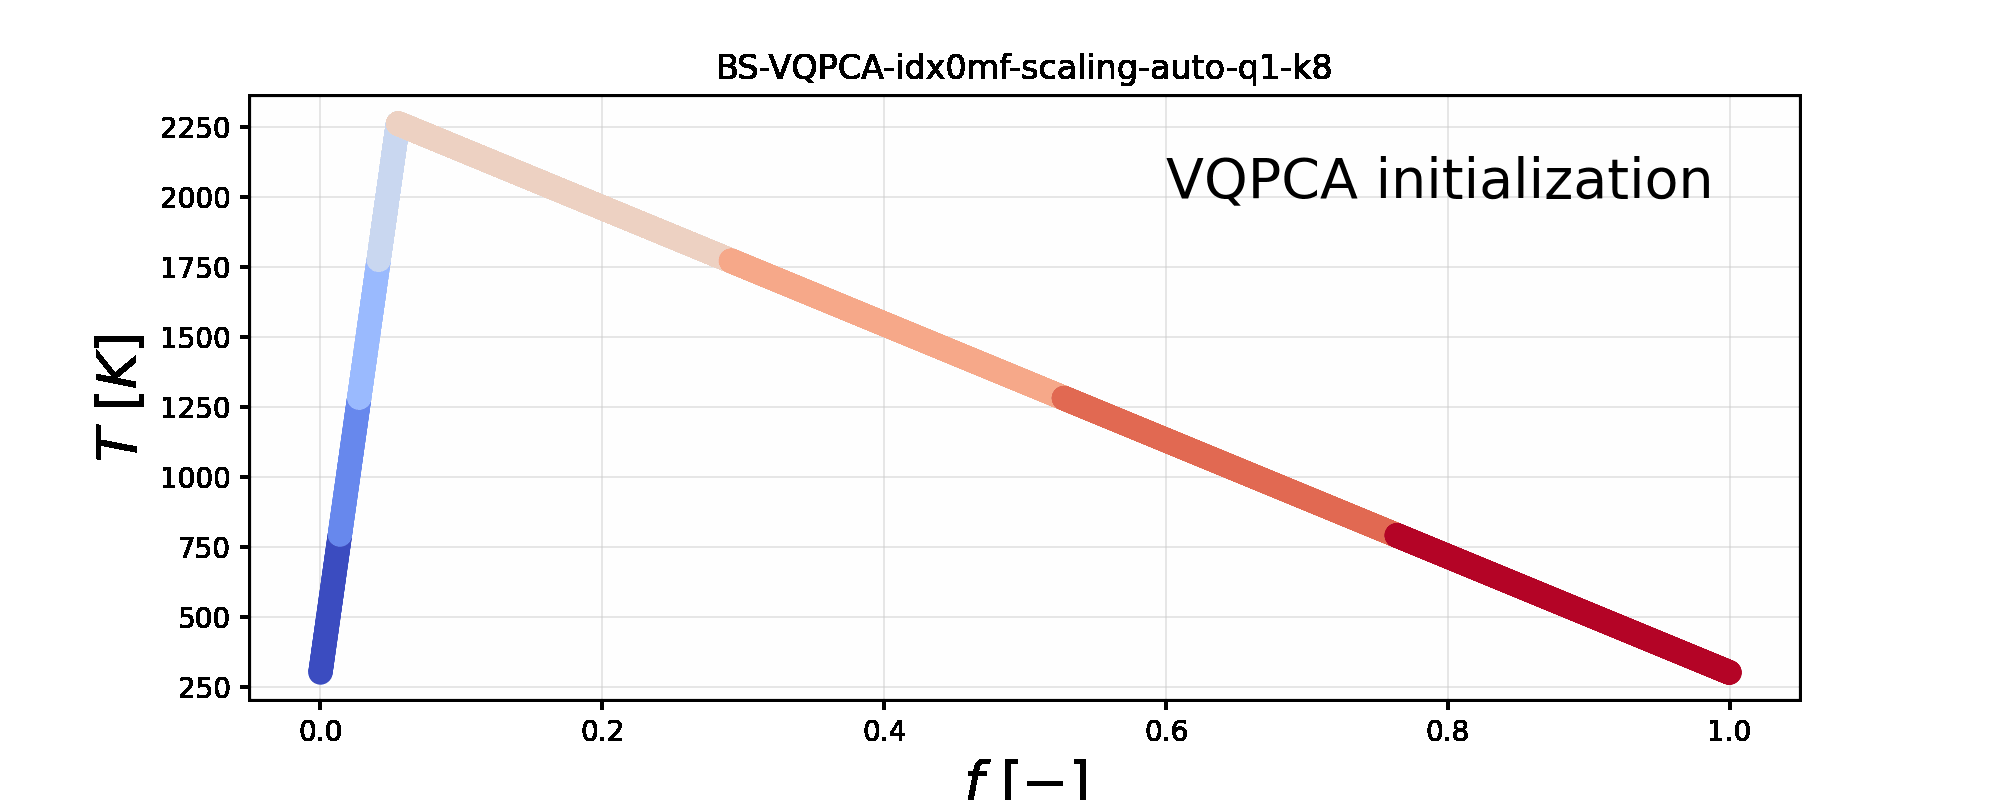 BS-VQPCA-idx0mf-scaling-auto-q1-k8
VQPCA initialization
T [K]
2250
2000
1750
1500
1250
1000
750
500
250
0.0 0.2 0.4 0.6 0.8 1.0
f [−]